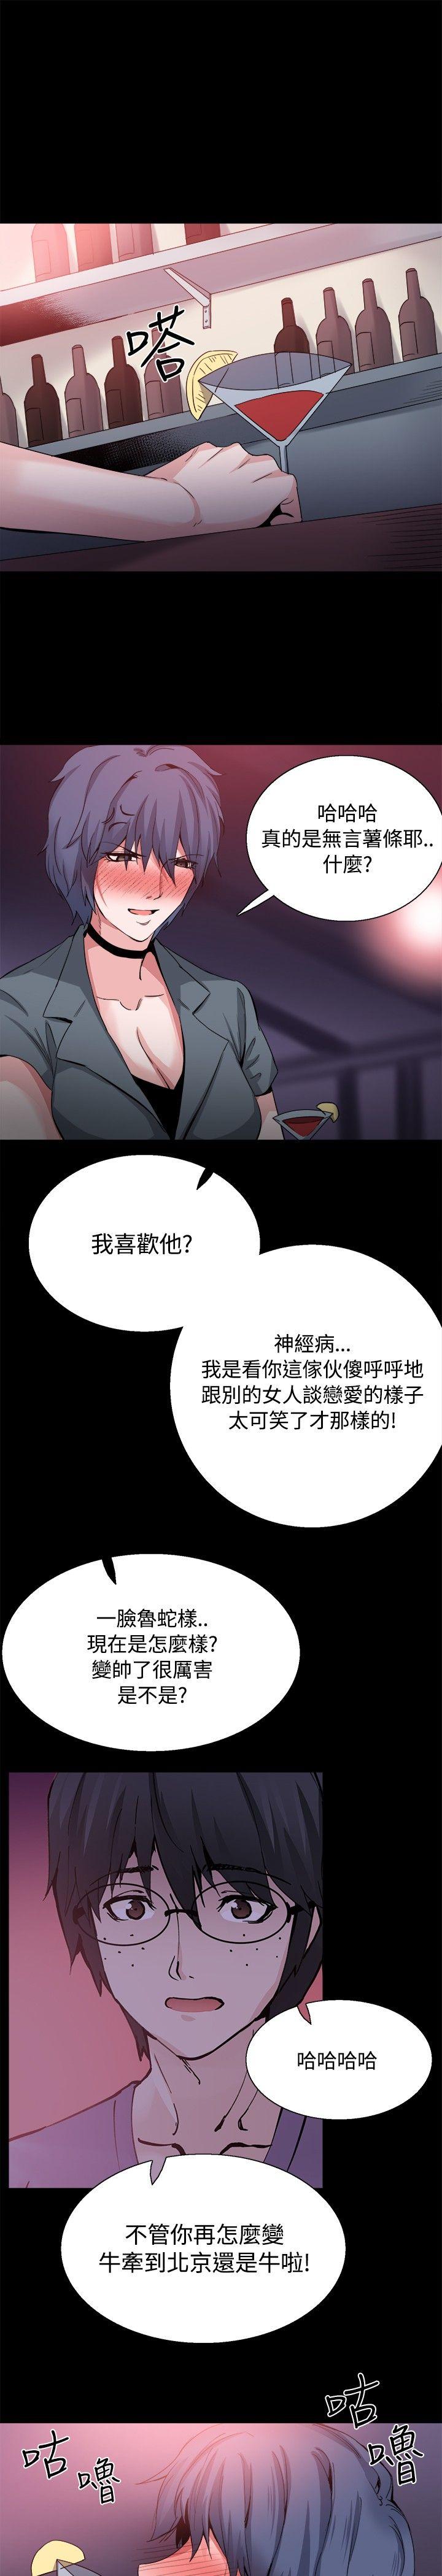 嗒
哈哈哈
真的是無言薯條耶..
什麼?
我喜歡他?
神經病...
我是看你這傢伙傻呼呼地
跟別的女人談戀愛的樣子
太可笑了才那樣的!
一臉魯蛇樣..
現在是怎麼樣?
變帥了很厲害
是不是?
哈哈哈哈
不管你再怎麼變
牛牽到北京還是牛啦!
咕
嚕
咕
嚕